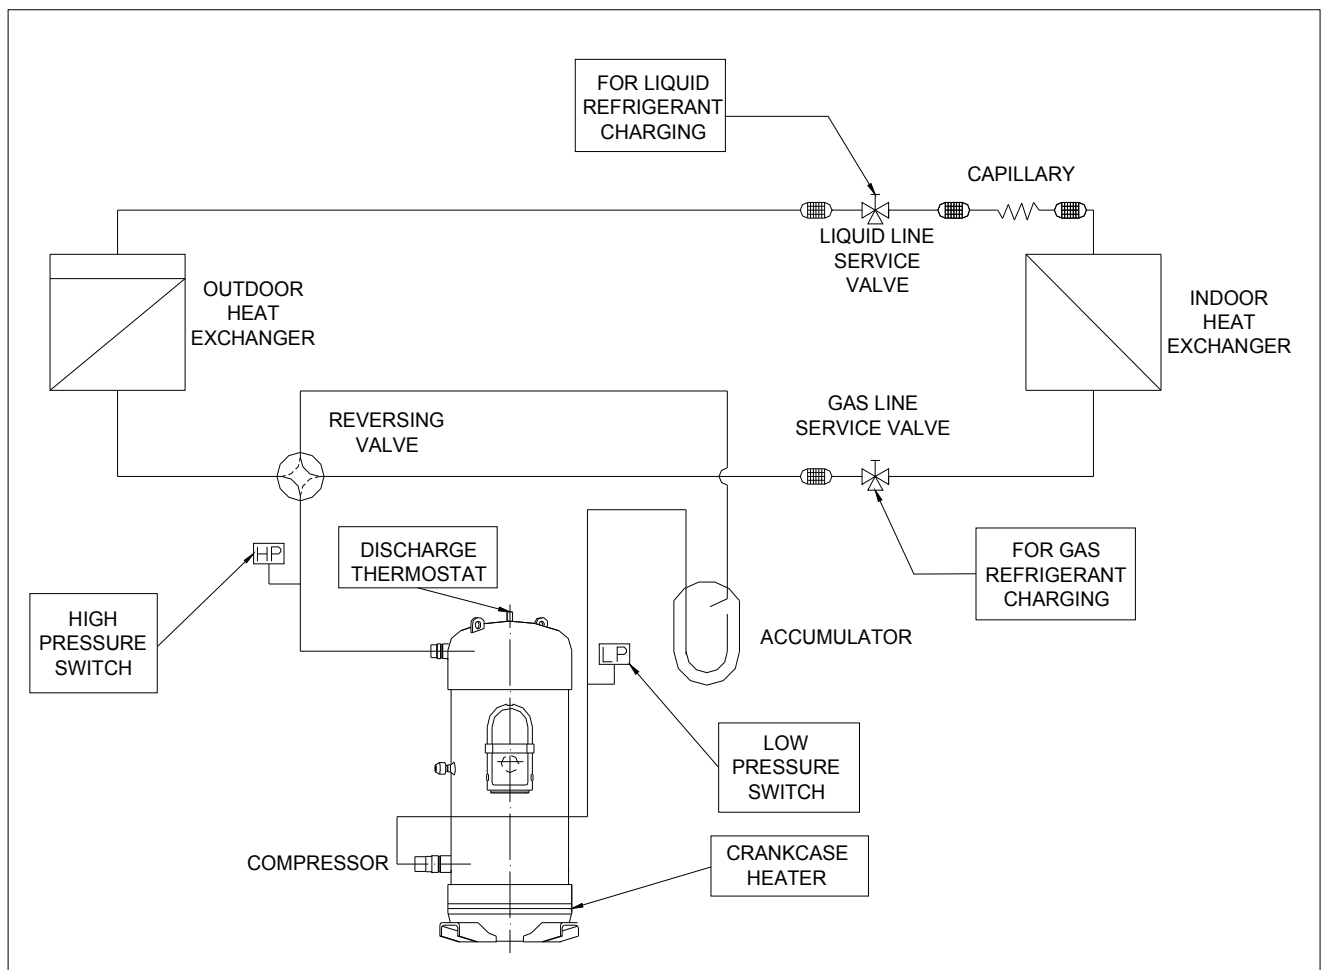 FOR LIQUID
REFRIGERANT
CHARGING
CAPILLARY
LIQUID LINE
SERVICE
VALVE
OUTDOOR
HEAT
EXCHANGER
INDOOR
HEAT
EXCHANGER
REVERSING
VALVE
GAS LINE
SERVICE VALVE
HP
DISCHARGE
THERMOSTAT
FOR GAS
REFRIGERANT
CHARGING
HIGH
PRESSURE
SWITCH
LP
ACCUMULATOR
LOW
PRESSURE
SWITCH
COMPRESSOR
CRANKCASE
HEATER